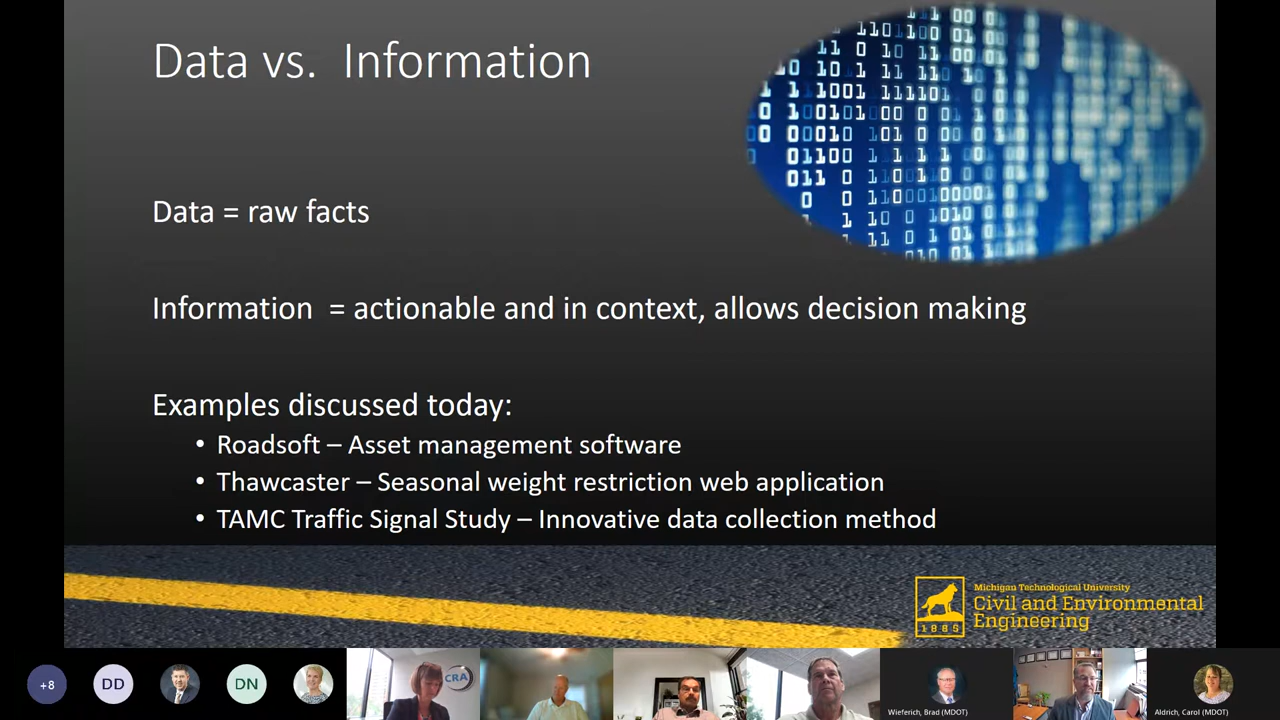 Data vs. Information
Data = raw facts
Information = actionable and in context, allows decision making
Examples discussed today:
• Roadsoft – Asset management software
• Thawcaster – Seasonal weight restriction web application
• TAMC Traffic Signal Study – Innovative data collection method
Michigan Technological University
Civil and Environmental
Engineering
1885
+8
DD
DN
CRA
Wieferich, Brad (MDOT)
Aldrich, Carol (MDOT)